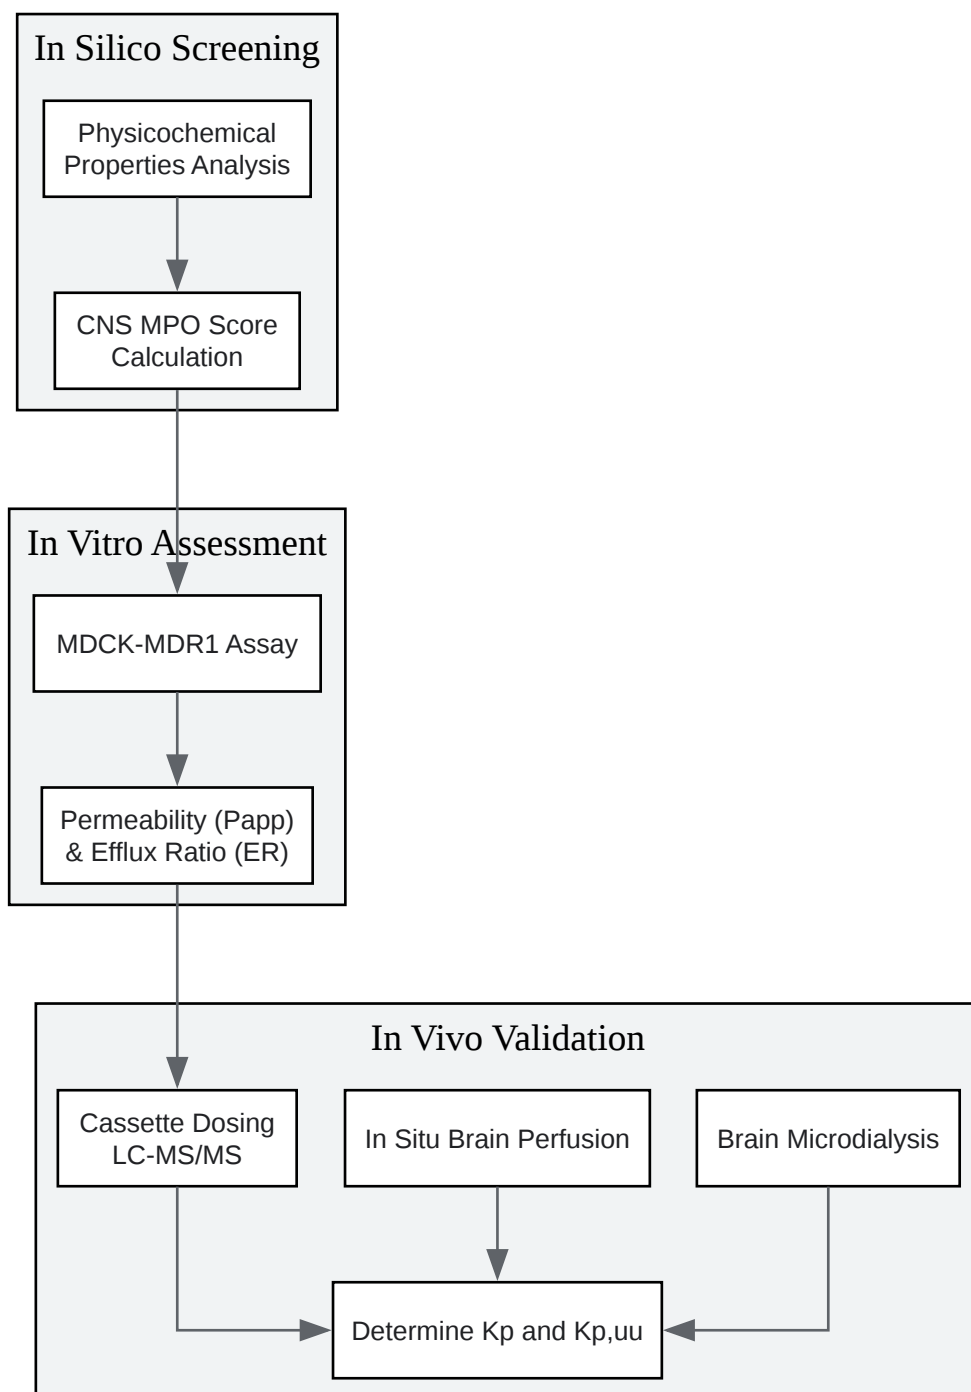 In Silico Screening
Physicochemical
Properties Analysis
CNS MPO Score
Calculation
In Vitro Assessment
MDCK-MDR1 Assay
Permeability (Papp)
& Efflux Ratio (ER)
In Vivo Validation
Cassette Dosing
LC-MS/MS
In Situ Brain Perfusion
Brain Microdialysis
Determine Kp and Kp,uu